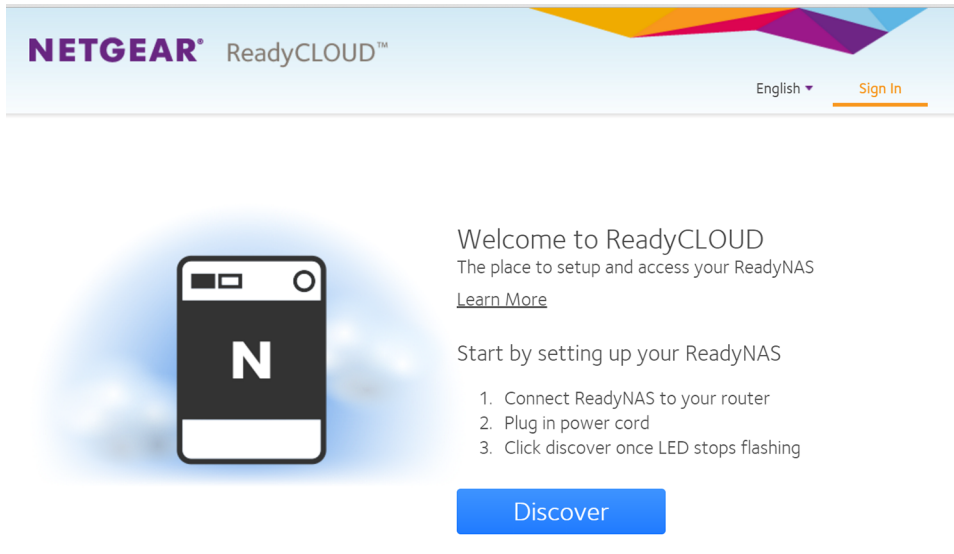 NETGEAR® ReadyCLOUD™
English Sign In
Welcome to ReadyCLOUD
The place to setup and access your ReadyNAS
Learn More
N
Start by setting up your ReadyNAS
1. Connect ReadyNAS to your router
2. Plug in power cord
3. Click discover once LED stops flashing
Discover